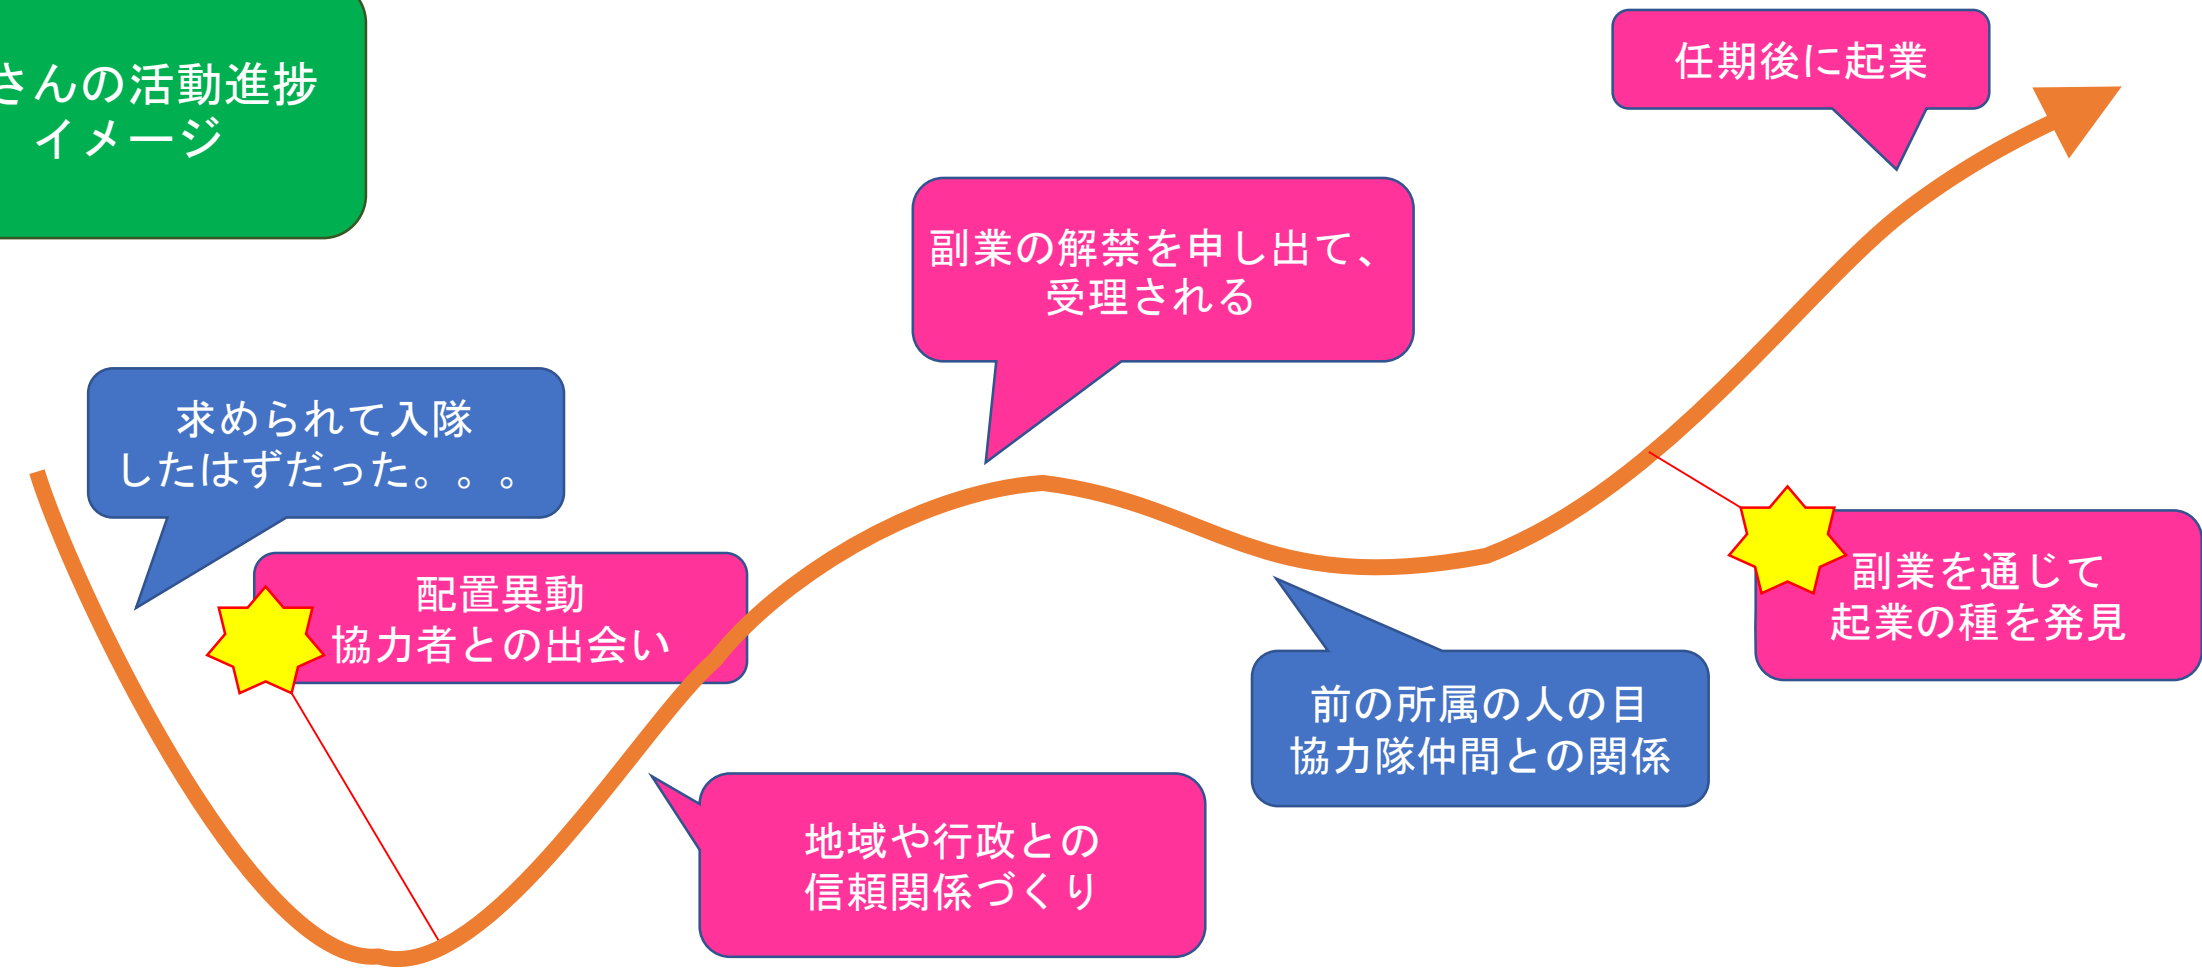 さんの活動進捗
イメージ
任期後に起業
副業の解禁を申し出て、
受理される
求められて入隊
したはずだった。。。
配置異動
協力者との出会い
副業を通じて
起業の種を発見
前の所属の人の目
協力隊仲間との関係
地域や行政との
信頼関係づくり